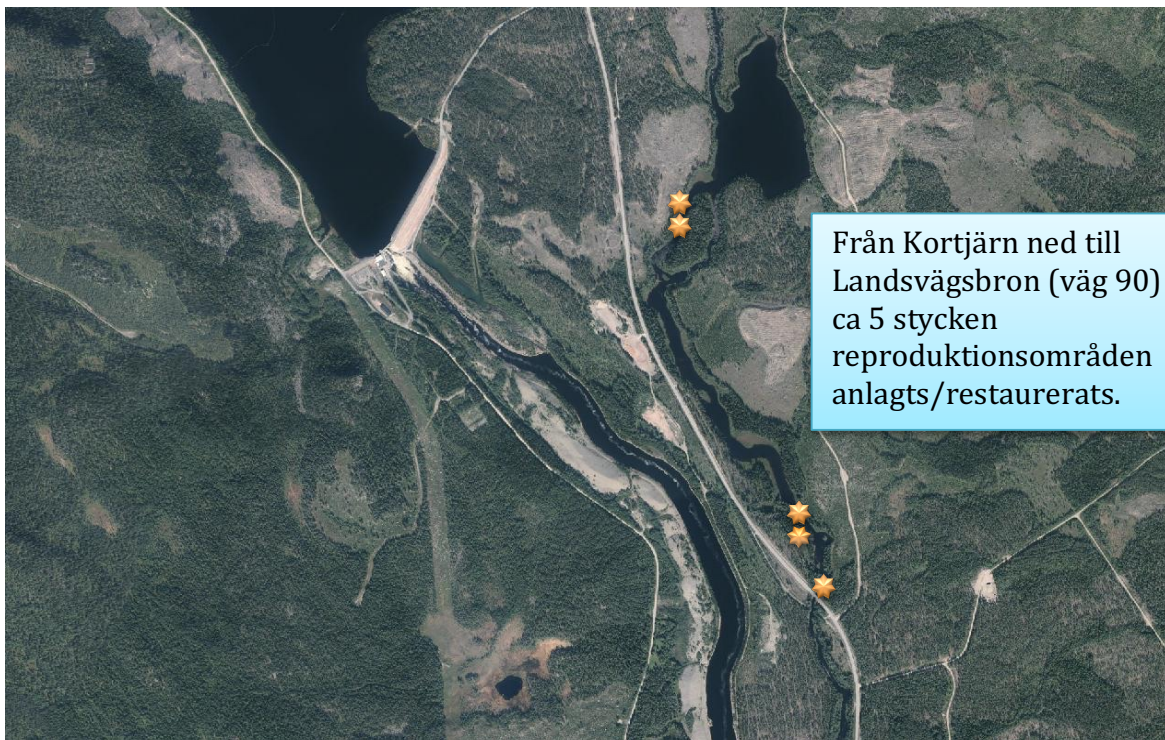 Från Kortjärn ned till
Landsvägsbron (väg 90)
ca 5 stycken
reproduktionsområden
anlagts/restaurerats.